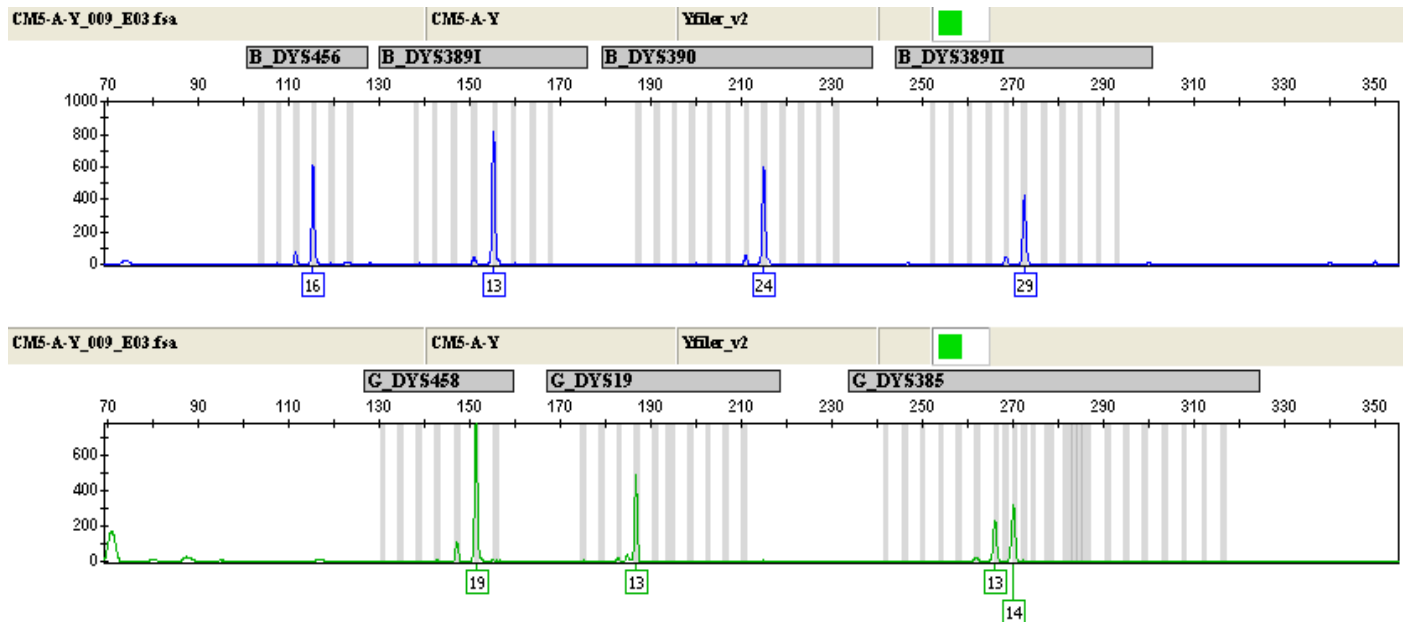 CM5-A-Y_009_E03.fsa CM5-A-Y Yfiler_v2
B_DYS456 B_DYS389I B_DYS390 B_DYS389II
70 90 110 130 150 170 190 210 230 250 270 290 310 330 350
1000
800
600
400
200
0
16 13 24 29
CM5-A-Y_009_E03.fsa CM5-A-Y Yfiler_v2
G_DYS458 G_DYS19 G_DYS385
70 90 110 130 150 170 190 210 230 250 270 290 310 330 350
600
400
200
0
19 13 13
14